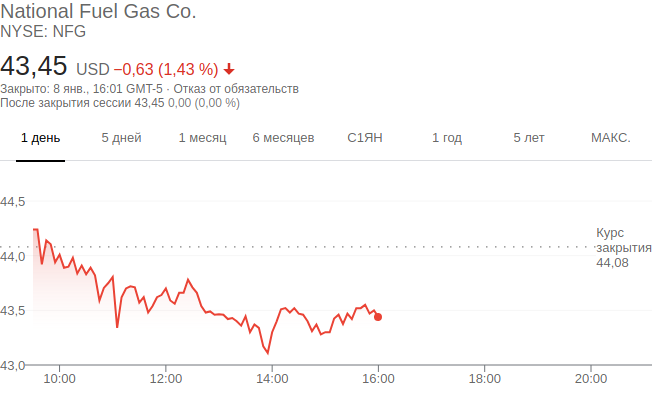 National Fuel Gas Co.
NYSE: NFG
43,45 USD −0,63 (1,43 %)
Закрыто: 8 янв., 16:01 GMT-5 · Отказ от обязательств
После закрытия сессии 43,45 0,00 (0,00 %)
1 день 5 дней 1 месяц 6 месяцев С1ЯН 1 год 5 лет МАКС.
44,5
Курс
закрытия
44,08
44,0
43,5
43,0
10:00 12:00 14:00 16:00 18:00 20:00